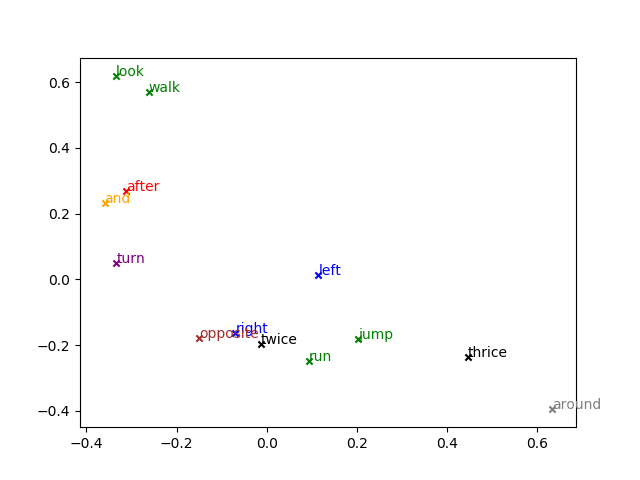 look
walk
0.6
0.4
after
and
0.2
turn
left
0.0
right
opposite
twice
jump
run
thrice
−0.2
around
−0.4
−0.4 −0.2 0.0 0.2 0.4 0.6